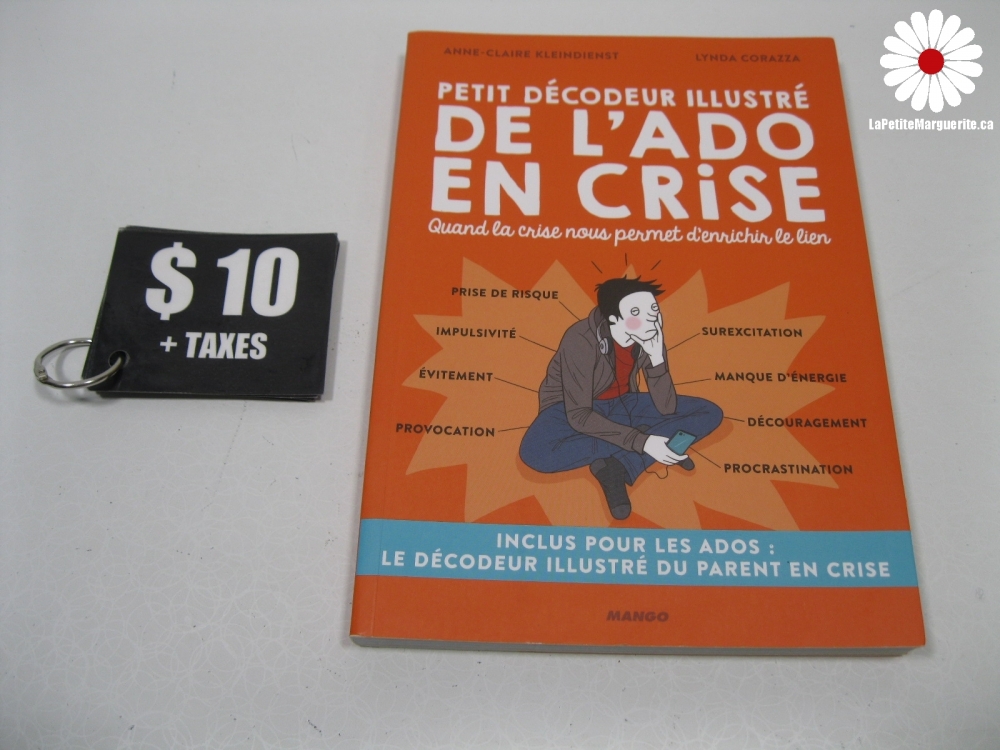 LaPetiteMarguerite.ca
$ 10
+ TAXES
ANNE-CLAIRE KLEINDIENST
LYNDA CORAZZA
PETIT DÉCODEUR ILLUSTRÉ
DE L'ADO
EN CRiSE
Quand la crise nous permet d'enrichir le lien
PRISE DE RISQUE
IMPULSIVITÉ
ÉVITEMENT
PROVOCATION
SUREXCITATION
MANQUE D'ÉNERGIE
DÉCOURAGEMENT
PROCRASTINATION
INCLUS POUR LES ADOS :
LE DÉCODEUR ILLUSTRÉ DU PARENT EN CRISE
MANGO